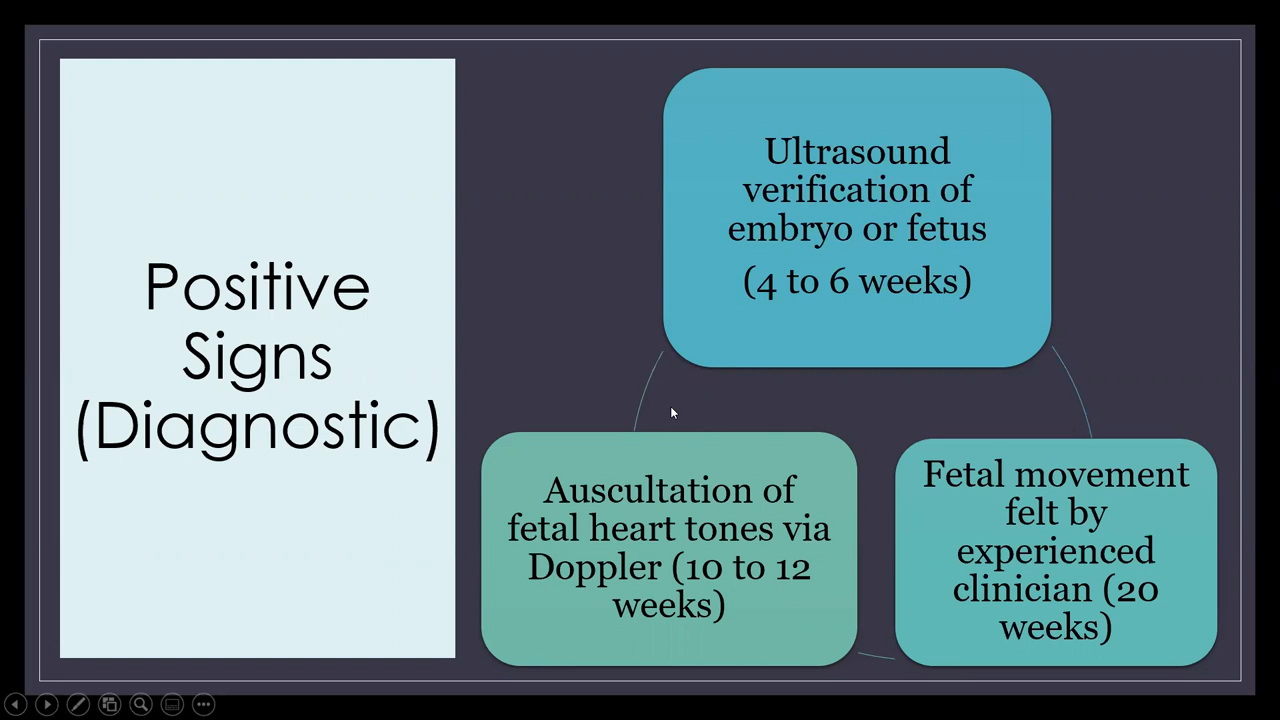 Positive
Signs
(Diagnostic)
Ultrasound
verification of
embryo or fetus
(4 to 6 weeks)
Auscultation of
fetal heart tones via
Doppler (10 to 12
weeks)
Fetal movement
felt by
experienced
clinician (20
weeks)